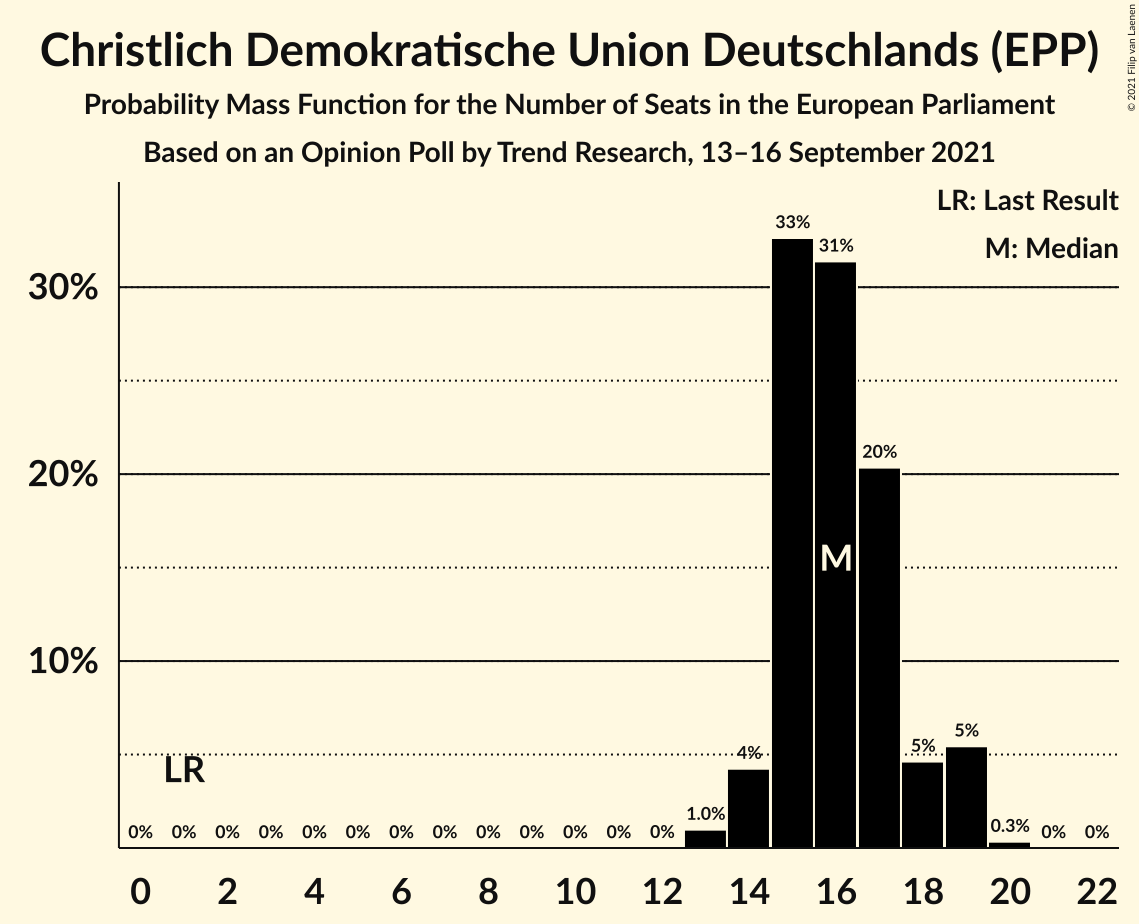 Christlich Demokratische Union Deutschlands (EPP)
Probability Mass Function for the Number of Seats in the European Parliament
Based on an Opinion Poll by Trend Research, 13–16 September 2021
© 2021 Filip van Laenen
LR: Last Result
M: Median
33%
31%
30%
20%
20%
M
10%
5%
5%
4%
LR
1.0%
0.3%
0% 0% 0% 0% 0% 0% 0% 0% 0% 0% 0% 0% 0% 0% 0%
0 2 4 6 8 10 12 14 16 18 20 22